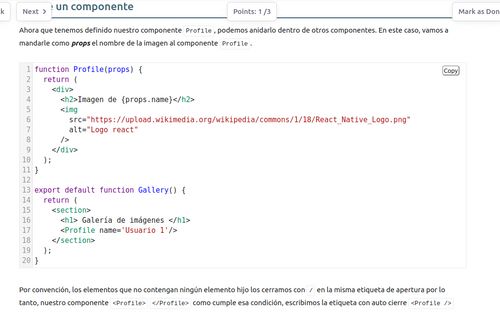 k
Next >
e un componente
Points: 1 /3
Mark as Don
Ahora que tenemos definido nuestro componente Profile , podemos anidarlo dentro de otros componentes. En este caso, vamos a
mandarle como props el nombre de la imagen al componente Profile .
Copy
1 function Profile(props) {
2   return (
3     <div>
4       <h2>Imagen de {props.name}</h2>
5       <img
6         src="https://upload.wikimedia.org/wikipedia/commons/1/18/React_Native_Logo.png"
7         alt="Logo react"
8       />
9     </div>
10   );
11 }
12
13 export default function Gallery() {
14   return (
15     <section>
16       <h1> Galería de imágenes </h1>
17       <Profile name='Usuario 1'/>
18     </section>
19   );
20 }
Por convención, los elementos que no contengan ningún elemento hijo los cerramos con / en la misma etiqueta de apertura por lo
tanto, nuestro componente <Profile> </Profile> como cumple esa condición, escribimos la etiqueta con auto cierre <Profile />